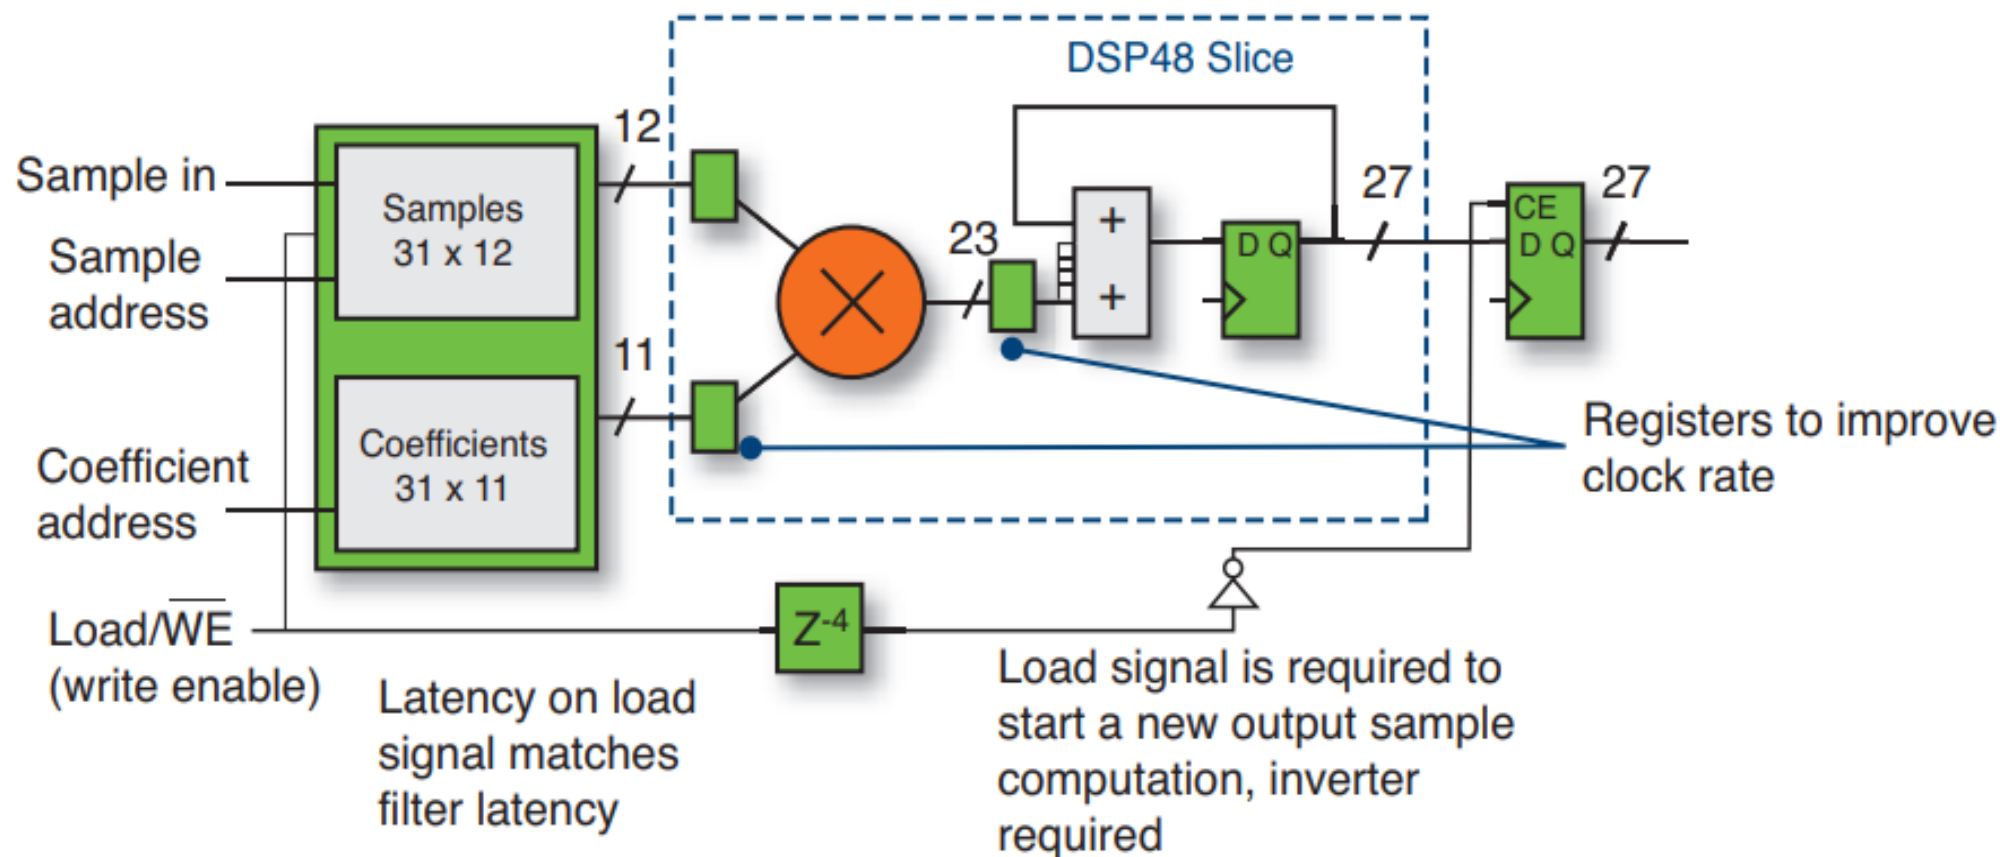 DSP48 Slice
12
Sample in
Samples
31 x 12
Sample
address
27
27
CE
D Q
D Q
23
+
+
11
Coefficients
31 x 11
Coefficient
address
Registers to improve
clock rate
Load/W̅E̅
(write enable)
Z⁻⁴
Latency on load
signal matches
filter latency
Load signal is required to
start a new output sample
computation, inverter
required